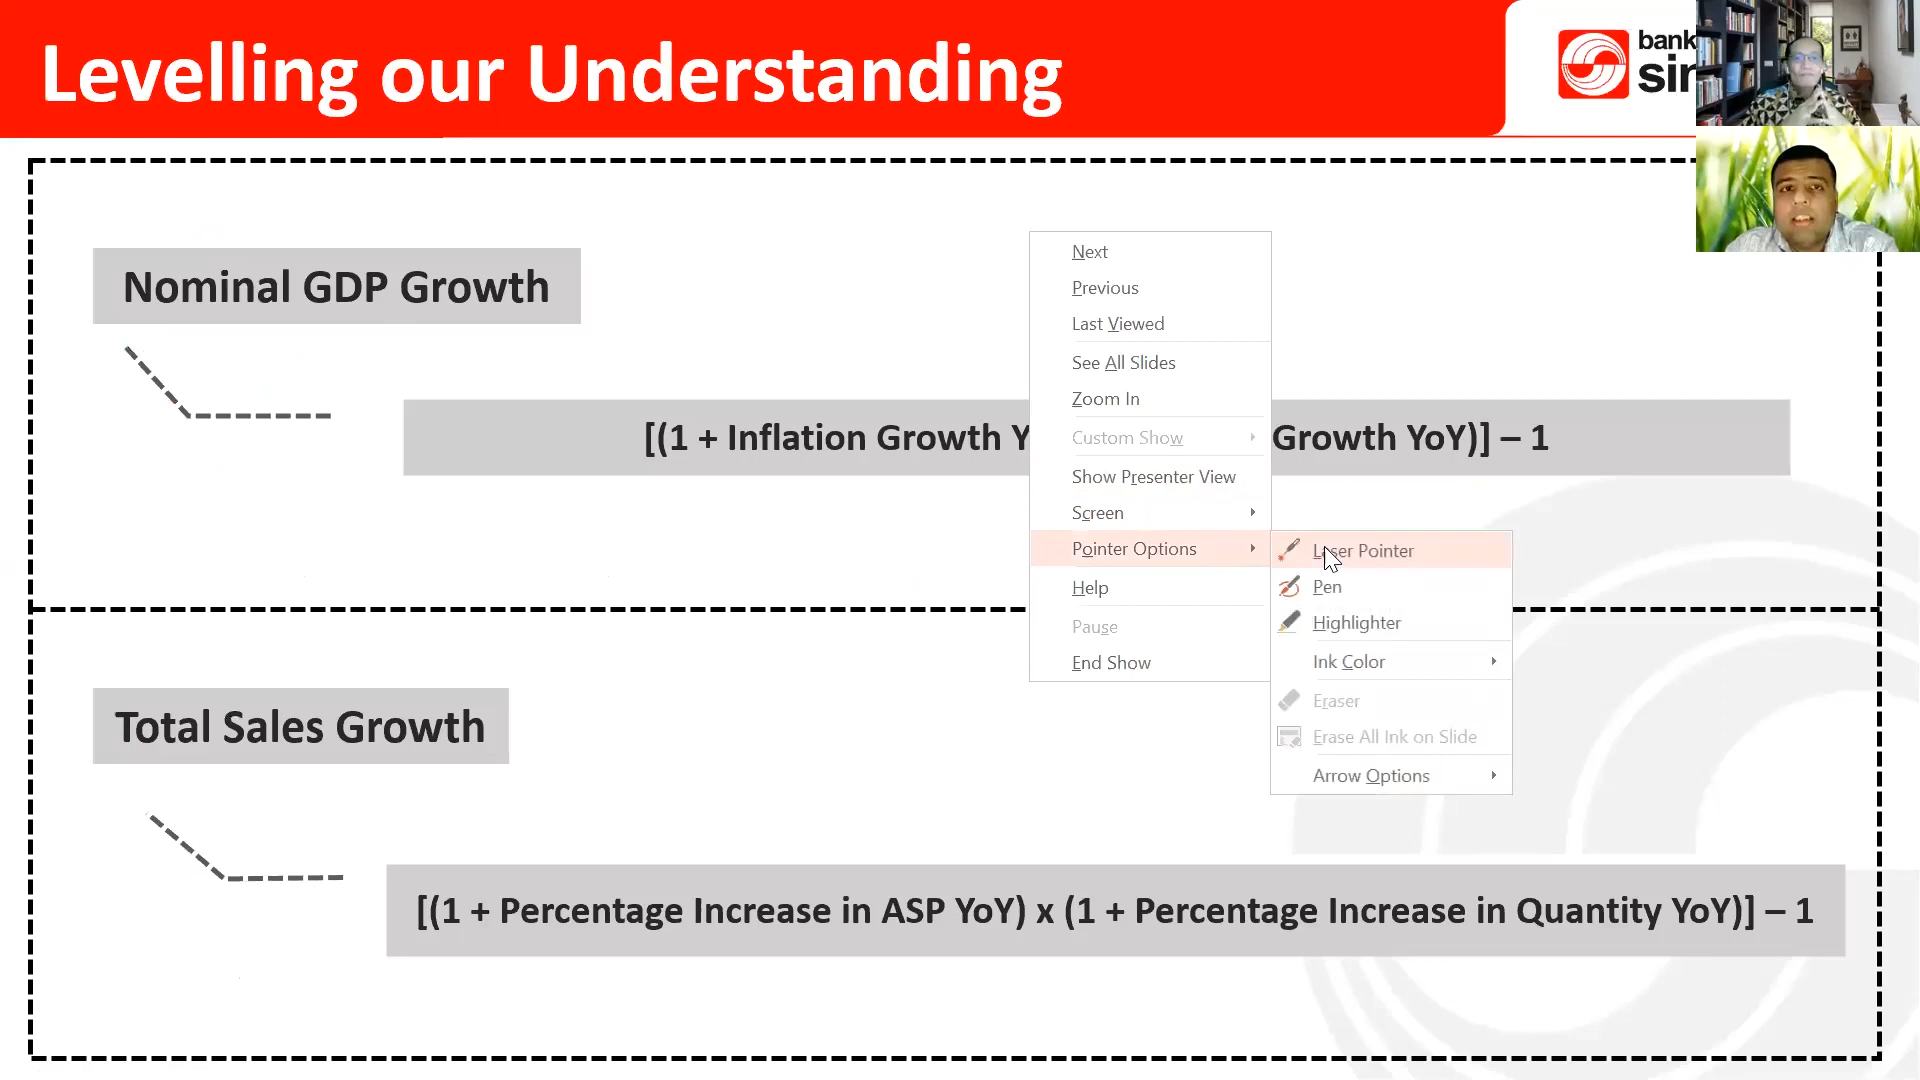 Levelling our Understanding
bank
Nominal GDP Growth
[(1 + Inflation Growth Y
Growth YoY)] – 1
Next
Previous
Last Viewed
See All Slides
Zoom In
Custom Show
Show Presenter View
Screen
Pointer Options
Help
Pause
End Show
Laser Pointer
Pen
Highlighter
Ink Color
Eraser
Erase All Ink on Slide
Arrow Options
Total Sales Growth
[(1 + Percentage Increase in ASP YoY) x (1 + Percentage Increase in Quantity YoY)] – 1